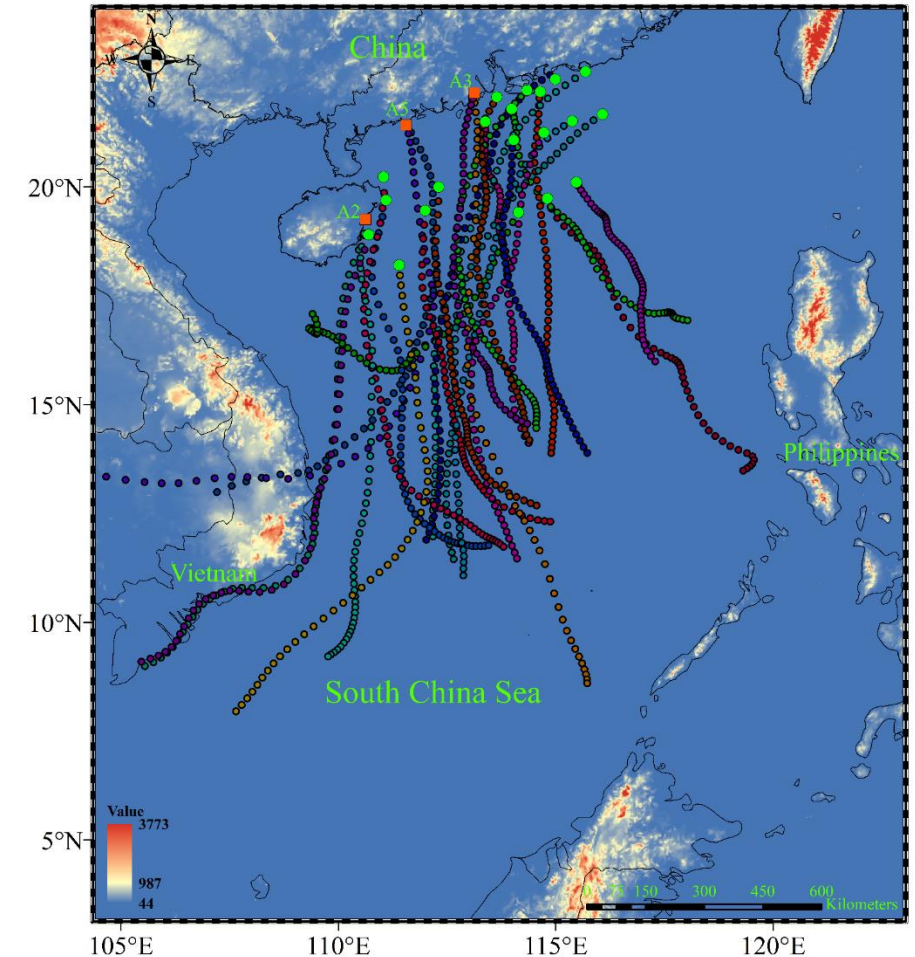 N
W E
S
China
A3
A5
20°N
A2
15°N
Philippines
Vietnam
10°N
South China Sea
Value
3773
987
44
5°N
0 75 150 300 450 600
Kilometers
105°E 110°E 115°E 120°E